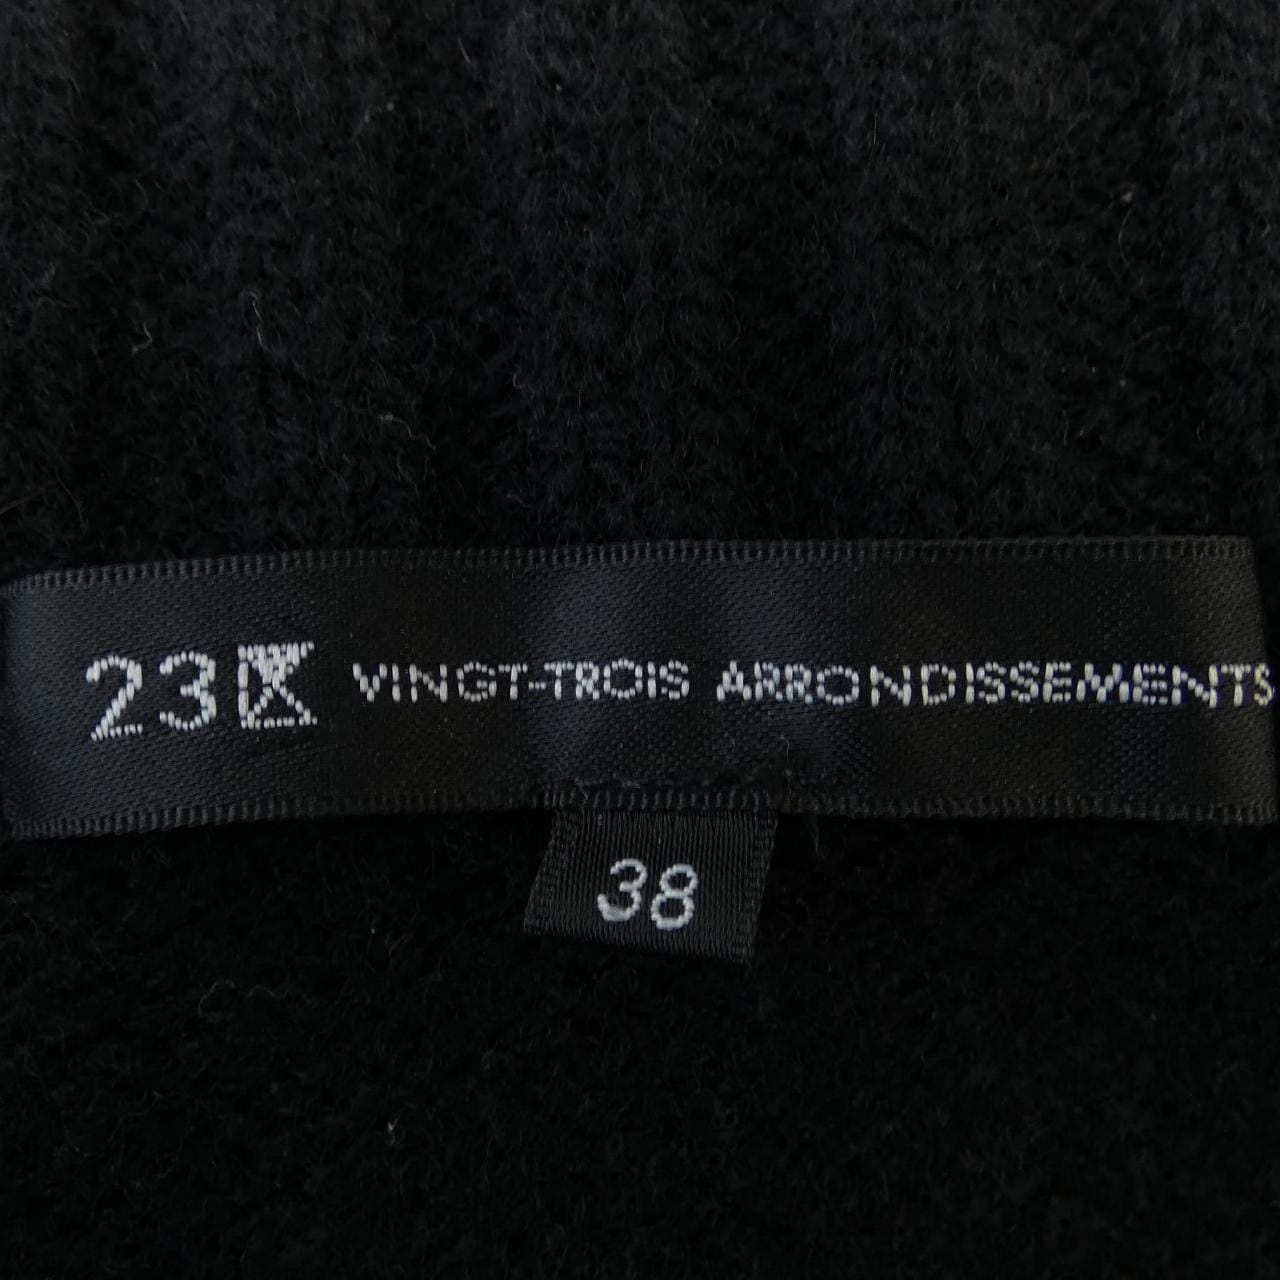 23区 VINGT-TROIS ARRONDISSEMENTS
38